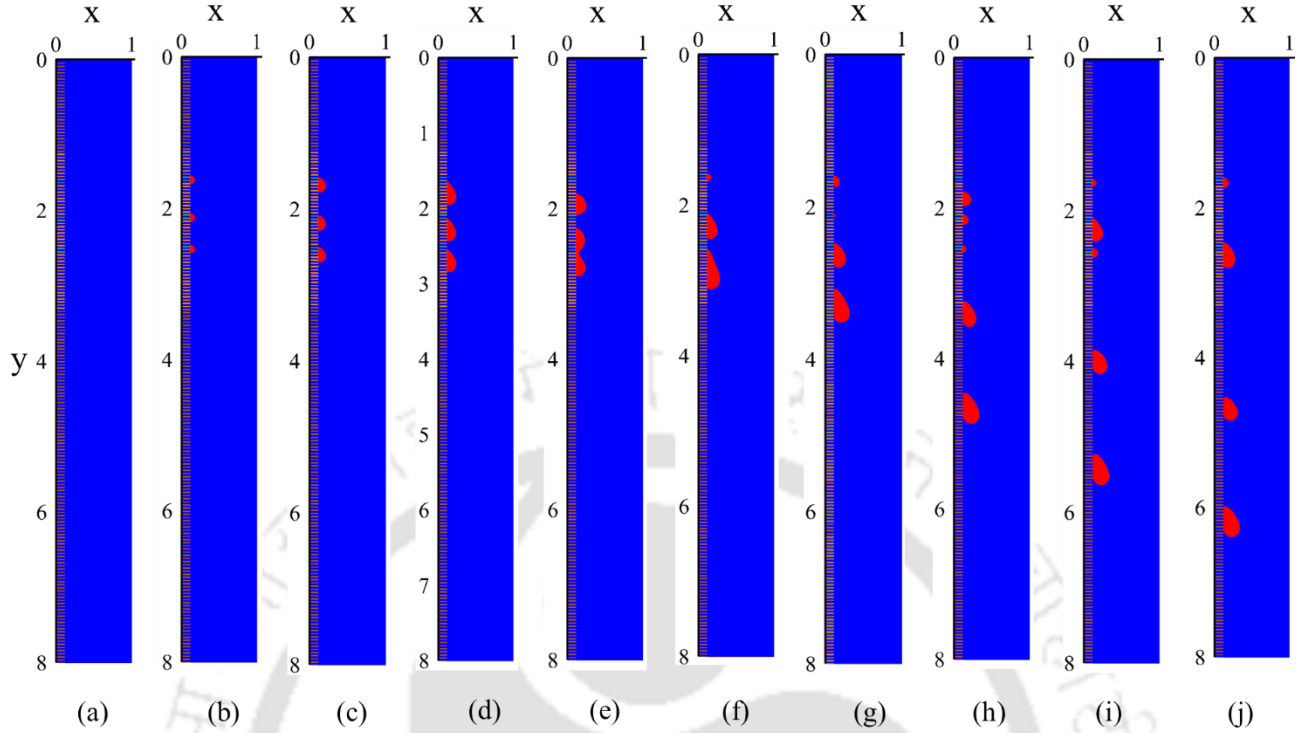 x x x x x x x x x x
0 1 0 1 0 1 0 1 0 1 0 1 0 1 0 1 0 1 0 1
0 0 0 0 0 0 0 0 0 0
1
2 2 2 2 2 2 2 2 2 2
3
y 4 4 4 4 4 4 4 4 4 4
5
6 6 6 6 6 6 6 6 6 6
7
8 8 8 8 8 8 8 8 8 8
(a) (b) (c) (d) (e) (f) (g) (h) (i) (j)